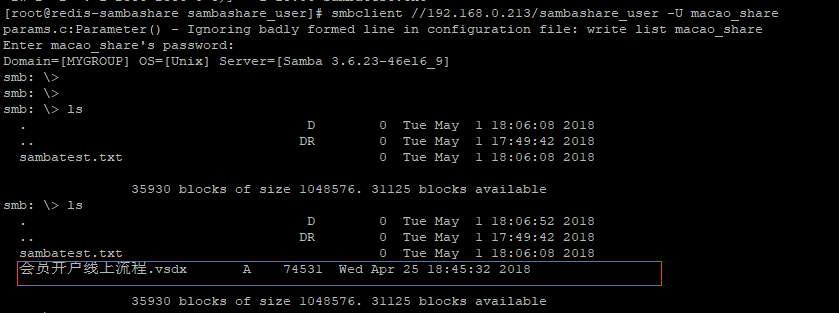 [root@redis-sambashare sambashare_user]# smbclient //192.168.0.213/sambashare_user -U macao_share
params.c:Parameter() - Ignoring badly formed line in configuration file: write list macao_share
Enter macao_share's password:
Domain=[MYGROUP] OS=[Unix] Server=[Samba 3.6.23-46el6_9]
smb: \>
smb: \>
smb: \> ls
. D 0 Tue May 1 18:06:08 2018
.. DR 0 Tue May 1 17:49:42 2018
sambatest.txt 0 Tue May 1 18:06:08 2018
35930 blocks of size 1048576. 31125 blocks available
smb: \> ls
. D 0 Tue May 1 18:06:52 2018
.. DR 0 Tue May 1 17:49:42 2018
sambatest.txt 0 Tue May 1 18:06:08 2018
会员开户线上流程.vsdx A 74531 Wed Apr 25 18:45:32 2018
35930 blocks of size 1048576. 31125 blocks available